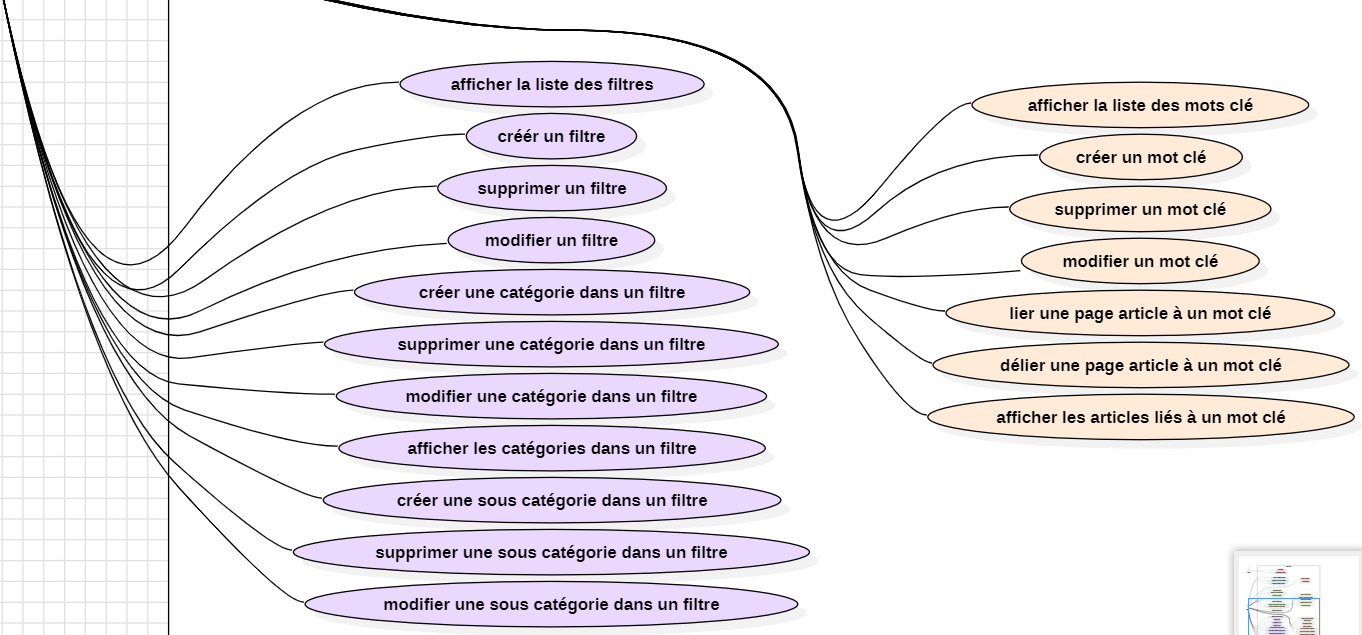 afficher la liste des filtres
créér un filtre
supprimer un filtre
modifier un filtre
créer une catégorie dans un filtre
supprimer une catégorie dans un filtre
modifier une catégorie dans un filtre
afficher les catégories dans un filtre
créer une sous catégorie dans un filtre
supprimer une sous catégorie dans un filtre
modifier une sous catégorie dans un filtre
afficher la liste des mots clé
créer un mot clé
supprimer un mot clé
modifier un mot clé
lier une page article à un mot clé
délier une page article à un mot clé
afficher les articles liés à un mot clé